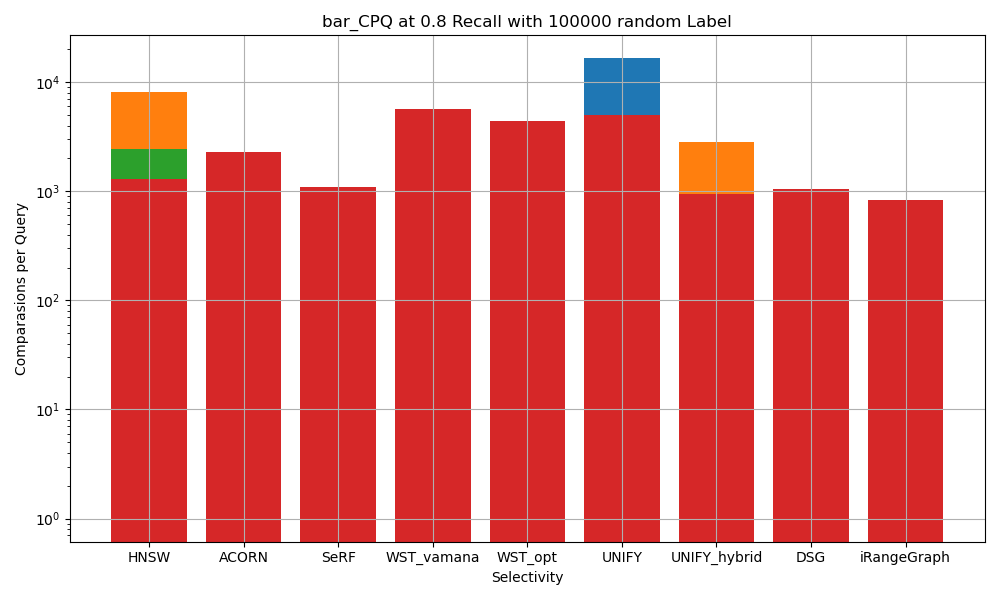 bar_CPQ at 0.8 Recall with 100000 random Label
Comparasions per Query
10^4
10^3
10^2
10^1
10^0
HNSW ACORN SeRF WST_vamana WST_opt UNIFY UNIFY_hybrid DSG iRangeGraph
Selectivity